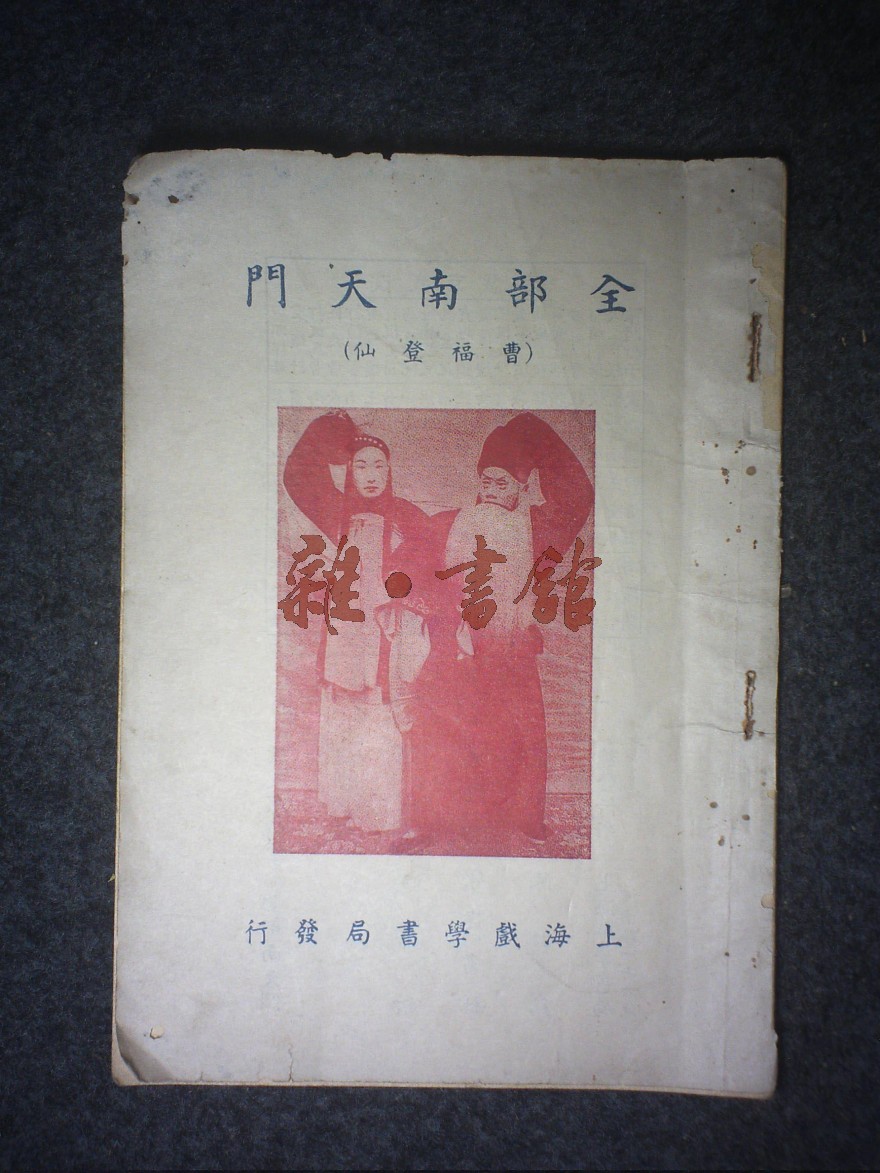 全部南天門
(曹福登仙)
雜·書館
上海戲學書局發行